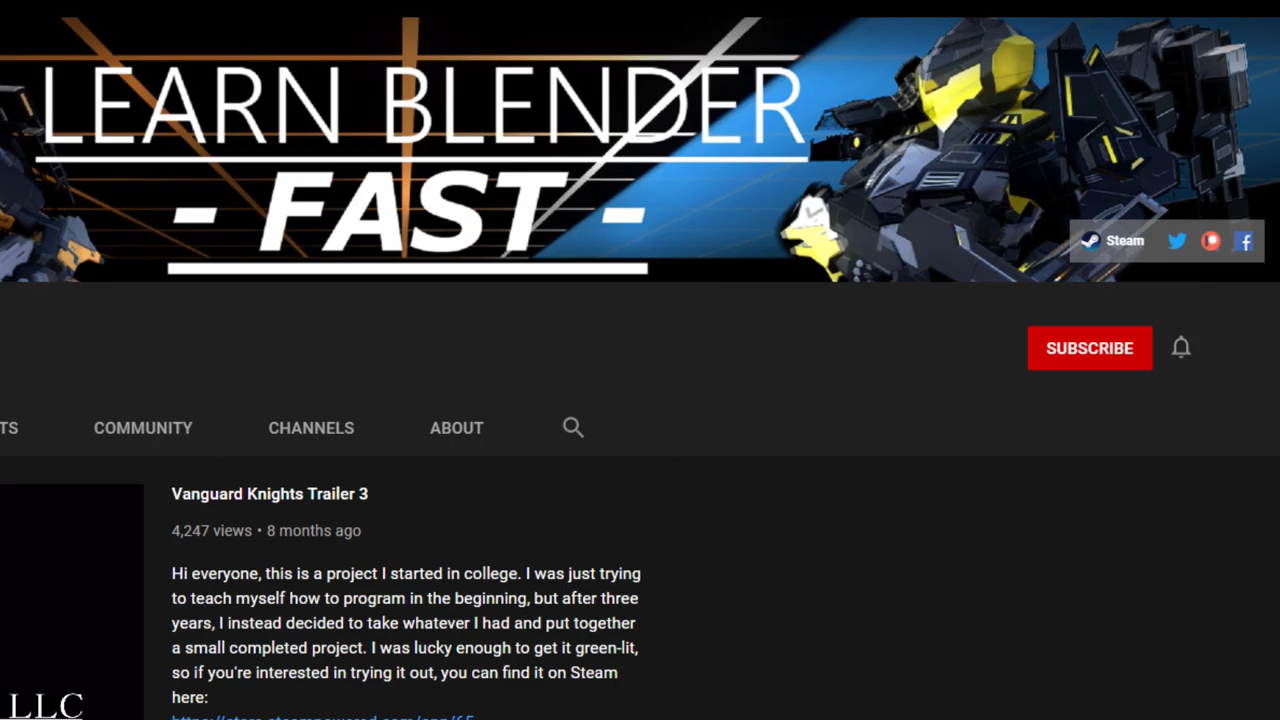 LEARN BLENDER
- FAST -
Steam
SUBSCRIBE
TS COMMUNITY CHANNELS ABOUT
Vanguard Knights Trailer 3
4,247 views • 8 months ago
Hi everyone, this is a project I started in college. I was just trying
to teach myself how to program in the beginning, but after three
years, I instead decided to take whatever I had and put together
a small completed project. I was lucky enough to get it green-lit,
so if you're interested in trying it out, you can find it on Steam
here:
LLC